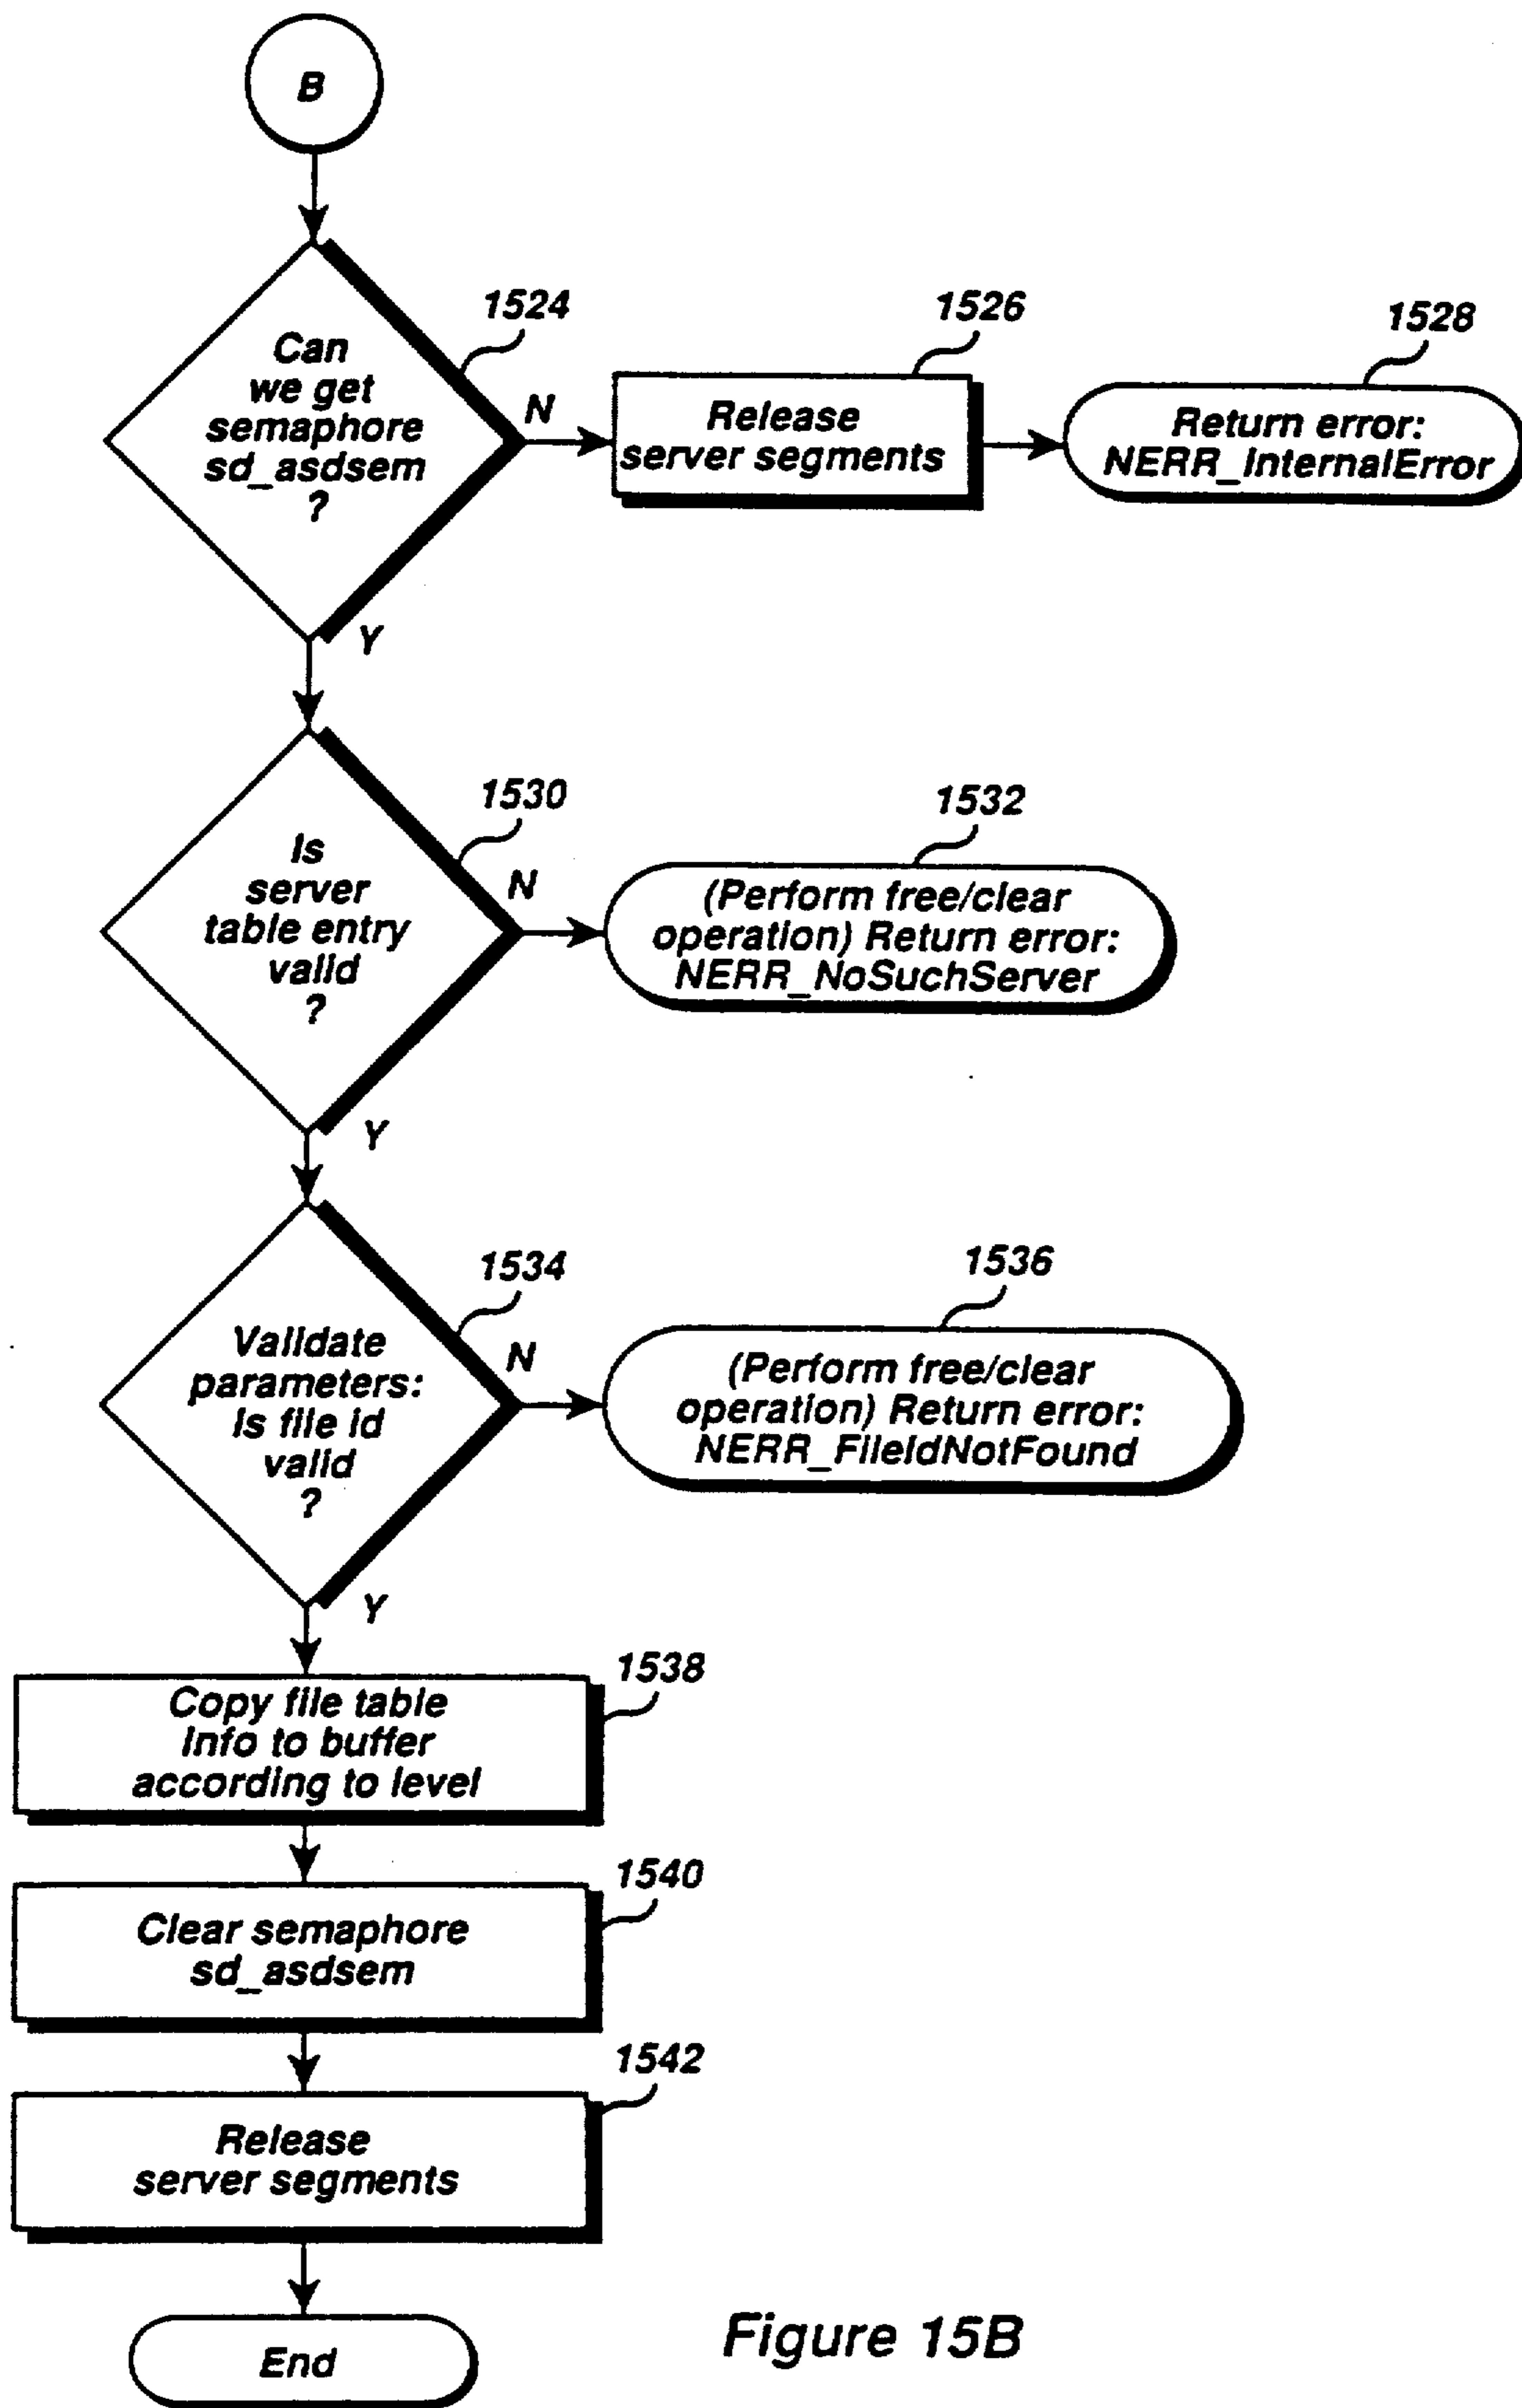 B
1524
Can
we get
semaphore
sd_asdsem
?
N
1526
Release
server segments
1528
Return error:
NERR_InternalError
Y
1530
Is
server
table entry
valid
?
N
1532
(Perform free/clear
operation) Return error:
NERR_NoSuchServer
Y
1534
Validate
parameters:
Is file id
valid
?
N
1536
(Perform free/clear
operation) Return error:
NERR_FileIdNotFound
Y
1538
Copy file table
Info to buffer
according to level
1540
Clear semaphore
sd_asdsem
1542
Release
server segments
End
Figure 15B